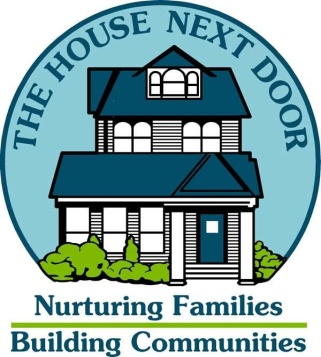 THE HOUSE NEXT DOOR
Nurturing Families
Building Communities